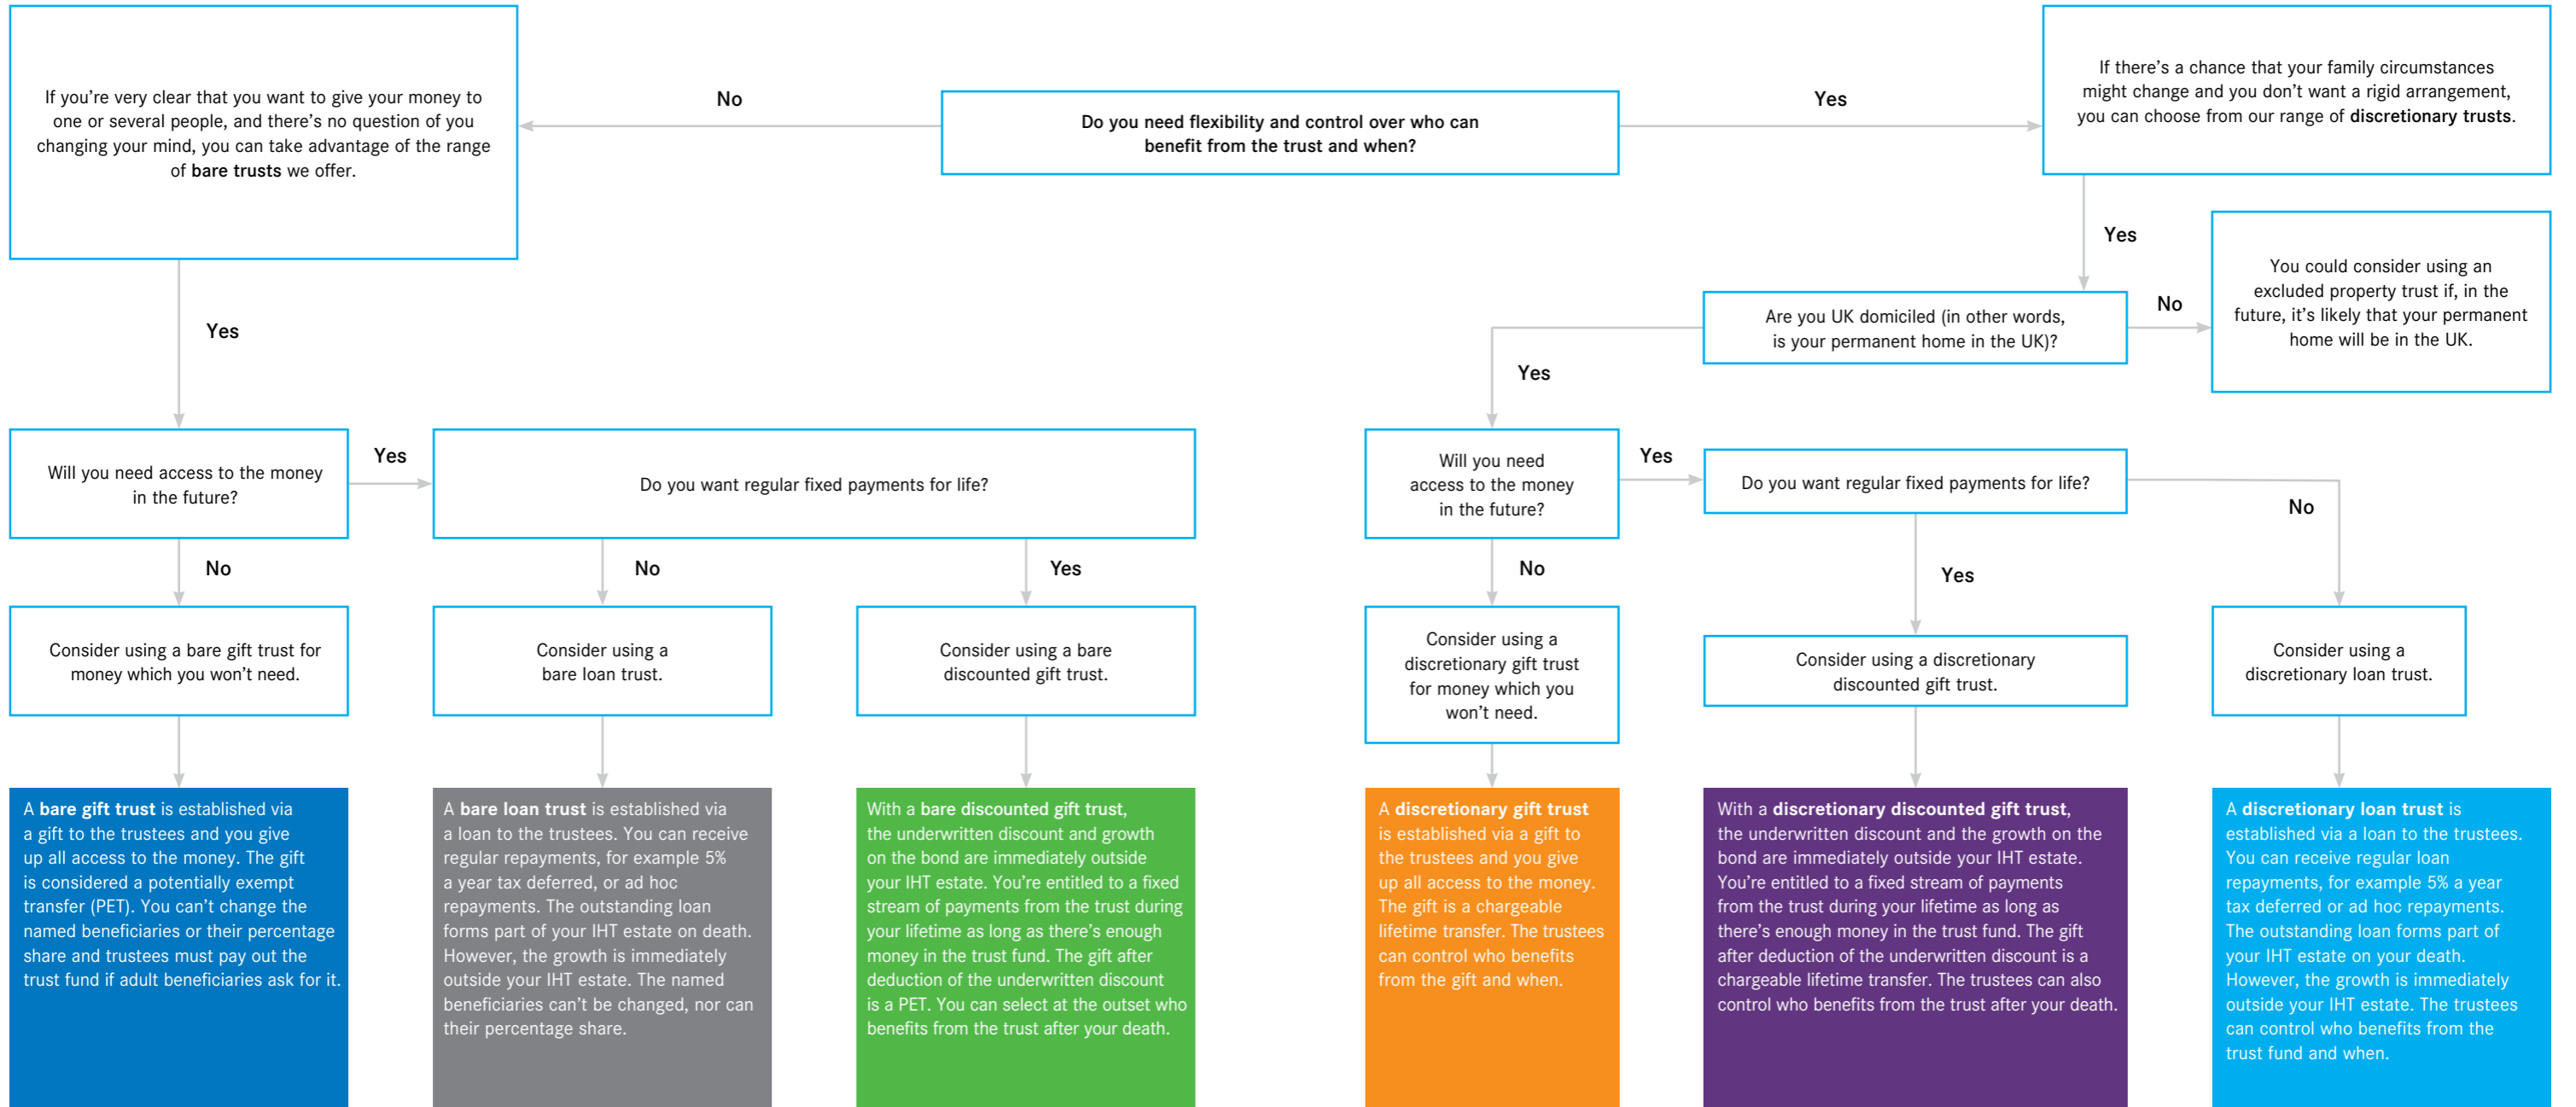 If you're very clear that you want to give your money to
one or several people, and there's no question of you
changing your mind, you can take advantage of the range
of bare trusts we offer.
No
Do you need flexibility and control over who can
benefit from the trust and when?
Yes
If there's a chance that your family circumstances
might change and you don't want a rigid arrangement,
you can choose from our range of discretionary trusts.
Yes
Yes
Are you UK domiciled (in other words,
is your permanent home in the UK)?
No
You could consider using an
excluded property trust if, in the
future, it's likely that your permanent
home will be in the UK.
Yes
Will you need access to the money
in the future?
Yes
Do you want regular fixed payments for life?
Will you need
access to the money
in the future?
Yes
Do you want regular fixed payments for life?
No
No
No
Yes
No
Yes
Consider using a bare gift trust for
money which you won't need.
Consider using a
bare loan trust.
Consider using a bare
discounted gift trust.
Consider using a
discretionary gift trust
for money which you
won't need.
Consider using a discretionary
discounted gift trust.
Consider using a
discretionary loan trust.
A bare gift trust is established via
a gift to the trustees and you give
up all access to the money. The gift
is considered a potentially exempt
transfer (PET). You can't change the
named beneficiaries or their percentage
share and trustees must pay out the
trust fund if adult beneficiaries ask for it.
A bare loan trust is established via
a loan to the trustees. You can receive
regular repayments, for example 5%
a year tax deferred, or ad hoc
repayments. The outstanding loan
forms part of your IHT estate on death.
However, the growth is immediately
outside your IHT estate. The named
beneficiaries can't be changed, nor can
their percentage share.
With a bare discounted gift trust,
the underwritten discount and growth
on the bond are immediately outside
your IHT estate. You're entitled to a fixed
stream of payments from the trust during
your lifetime as long as there's enough
money in the trust fund. The gift after
deduction of the underwritten discount
is a PET. You can select at the outset who
benefits from the trust after your death.
A discretionary gift trust
is established via a gift to
the trustees and you give
up all access to the money.
The gift is a chargeable
lifetime transfer. The trustees
can control who benefits
from the gift and when.
With a discretionary discounted gift trust,
the underwritten discount and the growth on the
bond are immediately outside your IHT estate.
You're entitled to a fixed stream of payments
from the trust during your lifetime as long as
there's enough money in the trust fund. The gift
after deduction of the underwritten discount is a
chargeable lifetime transfer. The trustees can also
control who benefits from the trust after your death.
A discretionary loan trust is
established via a loan to the trustees.
You can receive regular loan
repayments, for example 5% a year
tax deferred or ad hoc repayments.
The outstanding loan forms part of
your IHT estate on your death.
However, the growth is immediately
outside your IHT estate. The trustees
can control who benefits from the
trust fund and when.